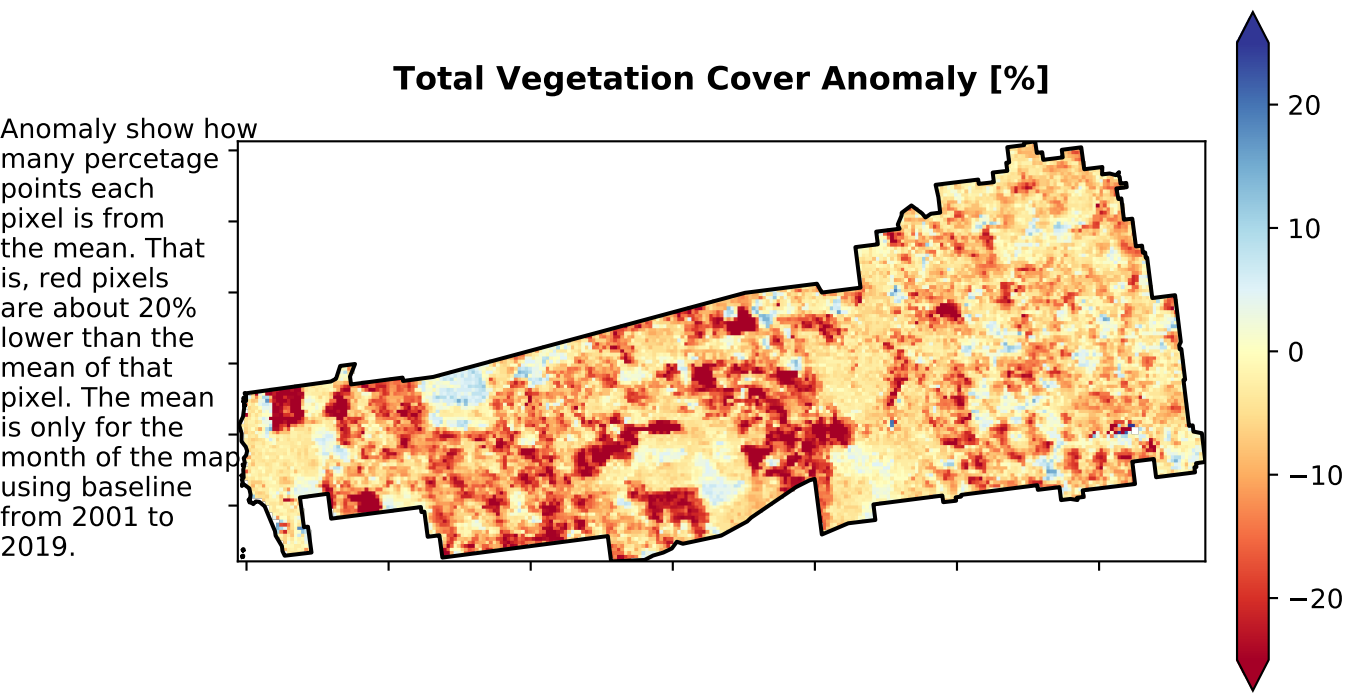 Total Vegetation Cover Anomaly [%]
Anomaly show how
many percetage
points each
pixel is from
the mean. That
is, red pixels
are about 20%
lower than the
mean of that
pixel. The mean
is only for the
month of the map
using baseline
from 2001 to
2019.
20
10
0
−10
−20